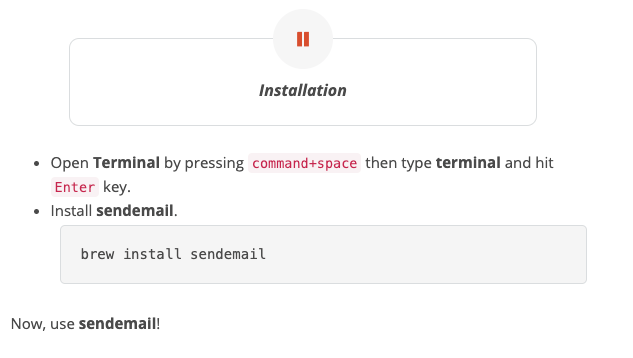 Installation
Open Terminal by pressing command+space then type terminal and hit
Enter key.
Install sendemail.
brew install sendemail
Now, use sendemail!